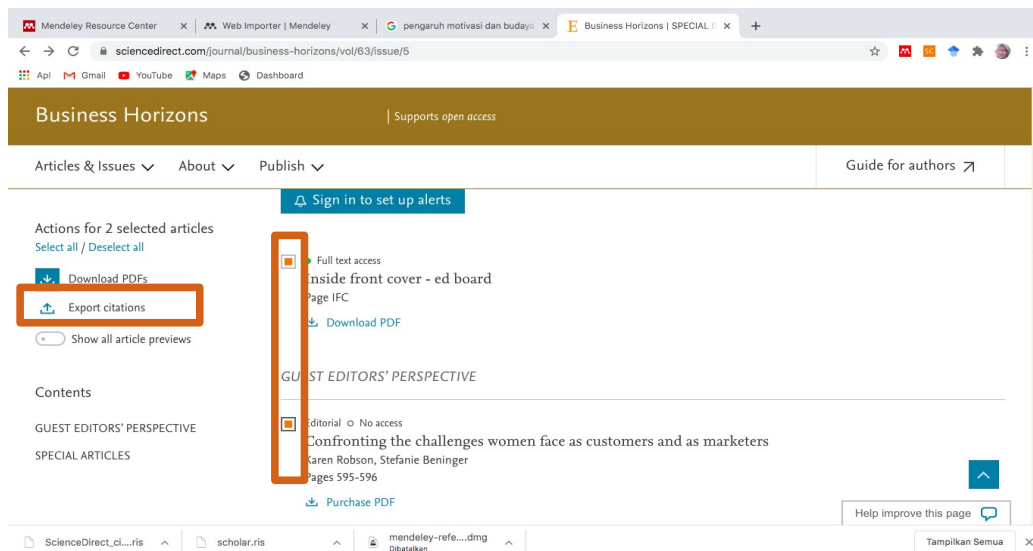 Mendeley Resource Center
Web Importer | Mendeley
pengaruh motivasi dan budaya
Business Horizons | SPECIAL IS
sciencedirect.com/journal/business-horizons/vol/63/issue/5
Apl Gmail YouTube Maps Dashboard
Business Horizons
Supports open access
Articles & Issues About Publish
Guide for authors
Sign in to set up alerts
Actions for 2 selected articles
Select all / Deselect all
Download PDFs
Export citations
Show all article previews
Contents
GUEST EDITORS' PERSPECTIVE
SPECIAL ARTICLES
Full text access
Inside front cover - ed board
Page IFC
Download PDF
GUEST EDITORS' PERSPECTIVE
Editorial No access
Confronting the challenges women face as customers and as marketers
Karen Robson, Stefanie Beninger
Pages 595-596
Purchase PDF
Help improve this page
ScienceDirect_ci....ris
scholar.ris
mendeley-refe....dmg
Dibatalkan
Tampilkan Semua